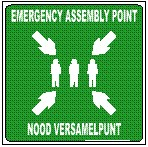 EMERGENCY ASSEMBLY POINT
NOOD VERSAMELPUNT